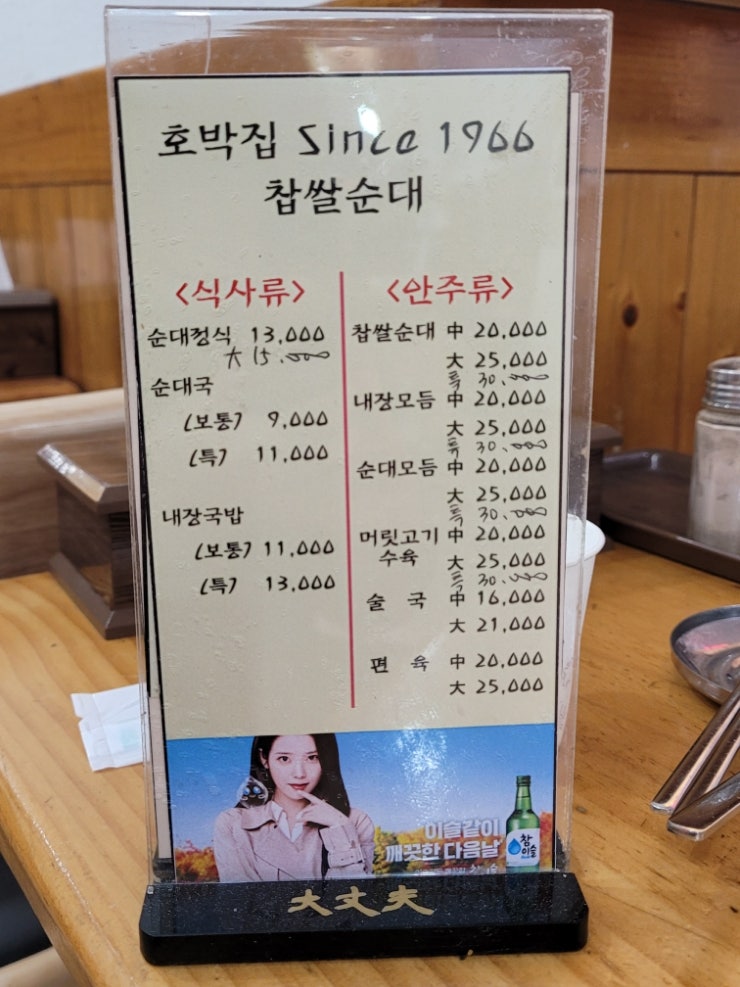 호박집 Since 1966
찹쌀순대
<식사류>
순대정식 13,000
大 15.000
순대국
(보통) 9,000
(특) 11,000
내장국밥
(보통) 11,000
(특) 13,000
<안주류>
찹쌀순대 中 20,000
大 25,000
특 30.000
내장모듬 中 20,000
大 25,000
특 30.000
순대모듬 中 20,000
大 25,000
특 30.000
머릿고기 中 20,000
수육 大 25,000
특 30.000
술 국 中 16,000
大 21,000
편 육 中 20,000
大 25,000
이슬같이
깨끗한 다음날
참이슬
大丈夫